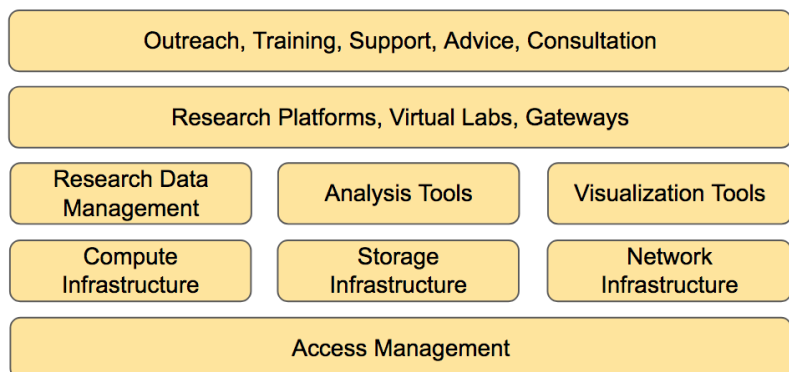 Outreach, Training, Support, Advice, Consultation
Research Platforms, Virtual Labs, Gateways
Research Data
Management
Analysis Tools
Visualization Tools
Compute
Infrastructure
Storage
Infrastructure
Network
Infrastructure
Access Management